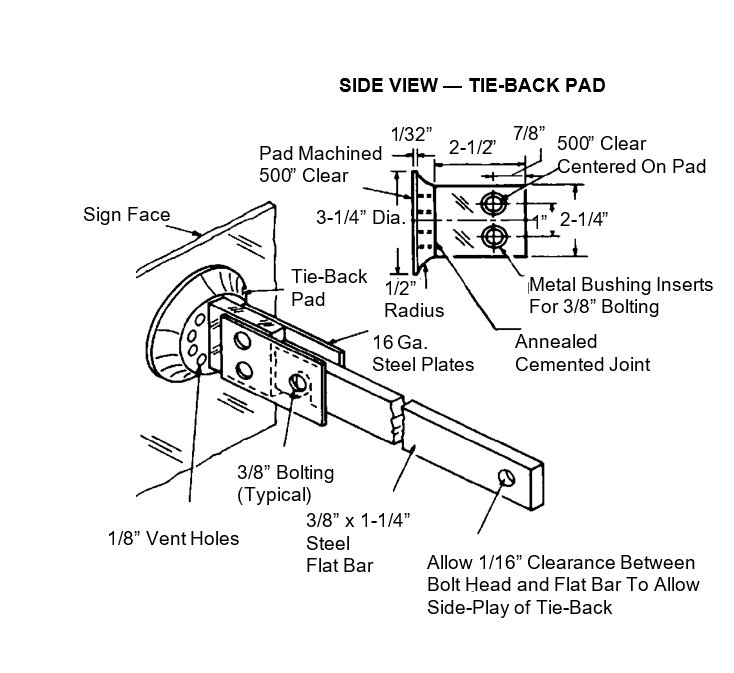 SIDE VIEW — TIE-BACK PAD
1/32”
2-1/2”
7/8”
500” Clear
Centered On Pad
Pad Machined
500” Clear
Sign Face
3-1/4” Dia.
1”
2-1/4”
Tie-Back
Pad
1/2”
Radius
Metal Bushing Inserts
For 3/8” Bolting
16 Ga.
Steel Plates
Annealed
Cemented Joint
3/8” Bolting
(Typical)
1/8” Vent Holes
3/8” x 1-1/4”
Steel
Flat Bar
Allow 1/16” Clearance Between
Bolt Head and Flat Bar To Allow
Side-Play of Tie-Back